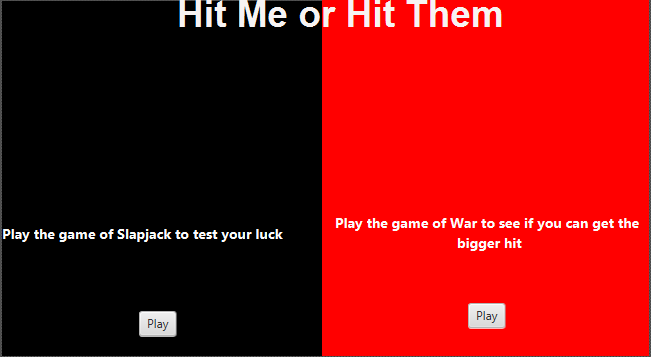 Hit Me or Hit Them
Play the game of Slapjack to test your luck
Play the game of War to see if you can get the
bigger hit
Play
Play